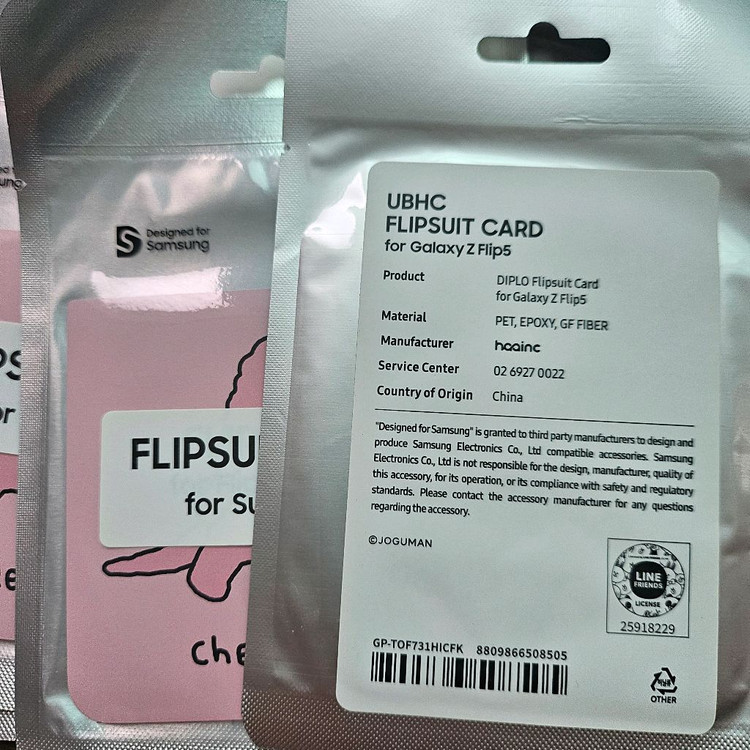 UBHC
FLIPSUIT CARD
for Galaxy Z Flip5
Product DIPLO Flipsuit Card
for Galaxy Z Flip5
Material PET, EPOXY, GF FIBER
Manufacturer haainc
Service Center 02 6927 0022
Country of Origin China
"Designed for Samsung" is granted to third party manufacturers to design and
produce Samsung Electronics Co., Ltd compatible accessories. Samsung
Electronics Co., Ltd is not responsible for the design, manufacturer, quality of
this accessory, for its operation, or its compliance with safety and regulatory
standards. Please contact the accessory manufacturer for any questions
regarding the accessory.
©JOGUMAN
LINE
FRIENDS
LICENSE
25918229
GP-TOF731HICFK 8809866508505
OTHER
Designed for
Samsung
FLIPSU
for Su
che